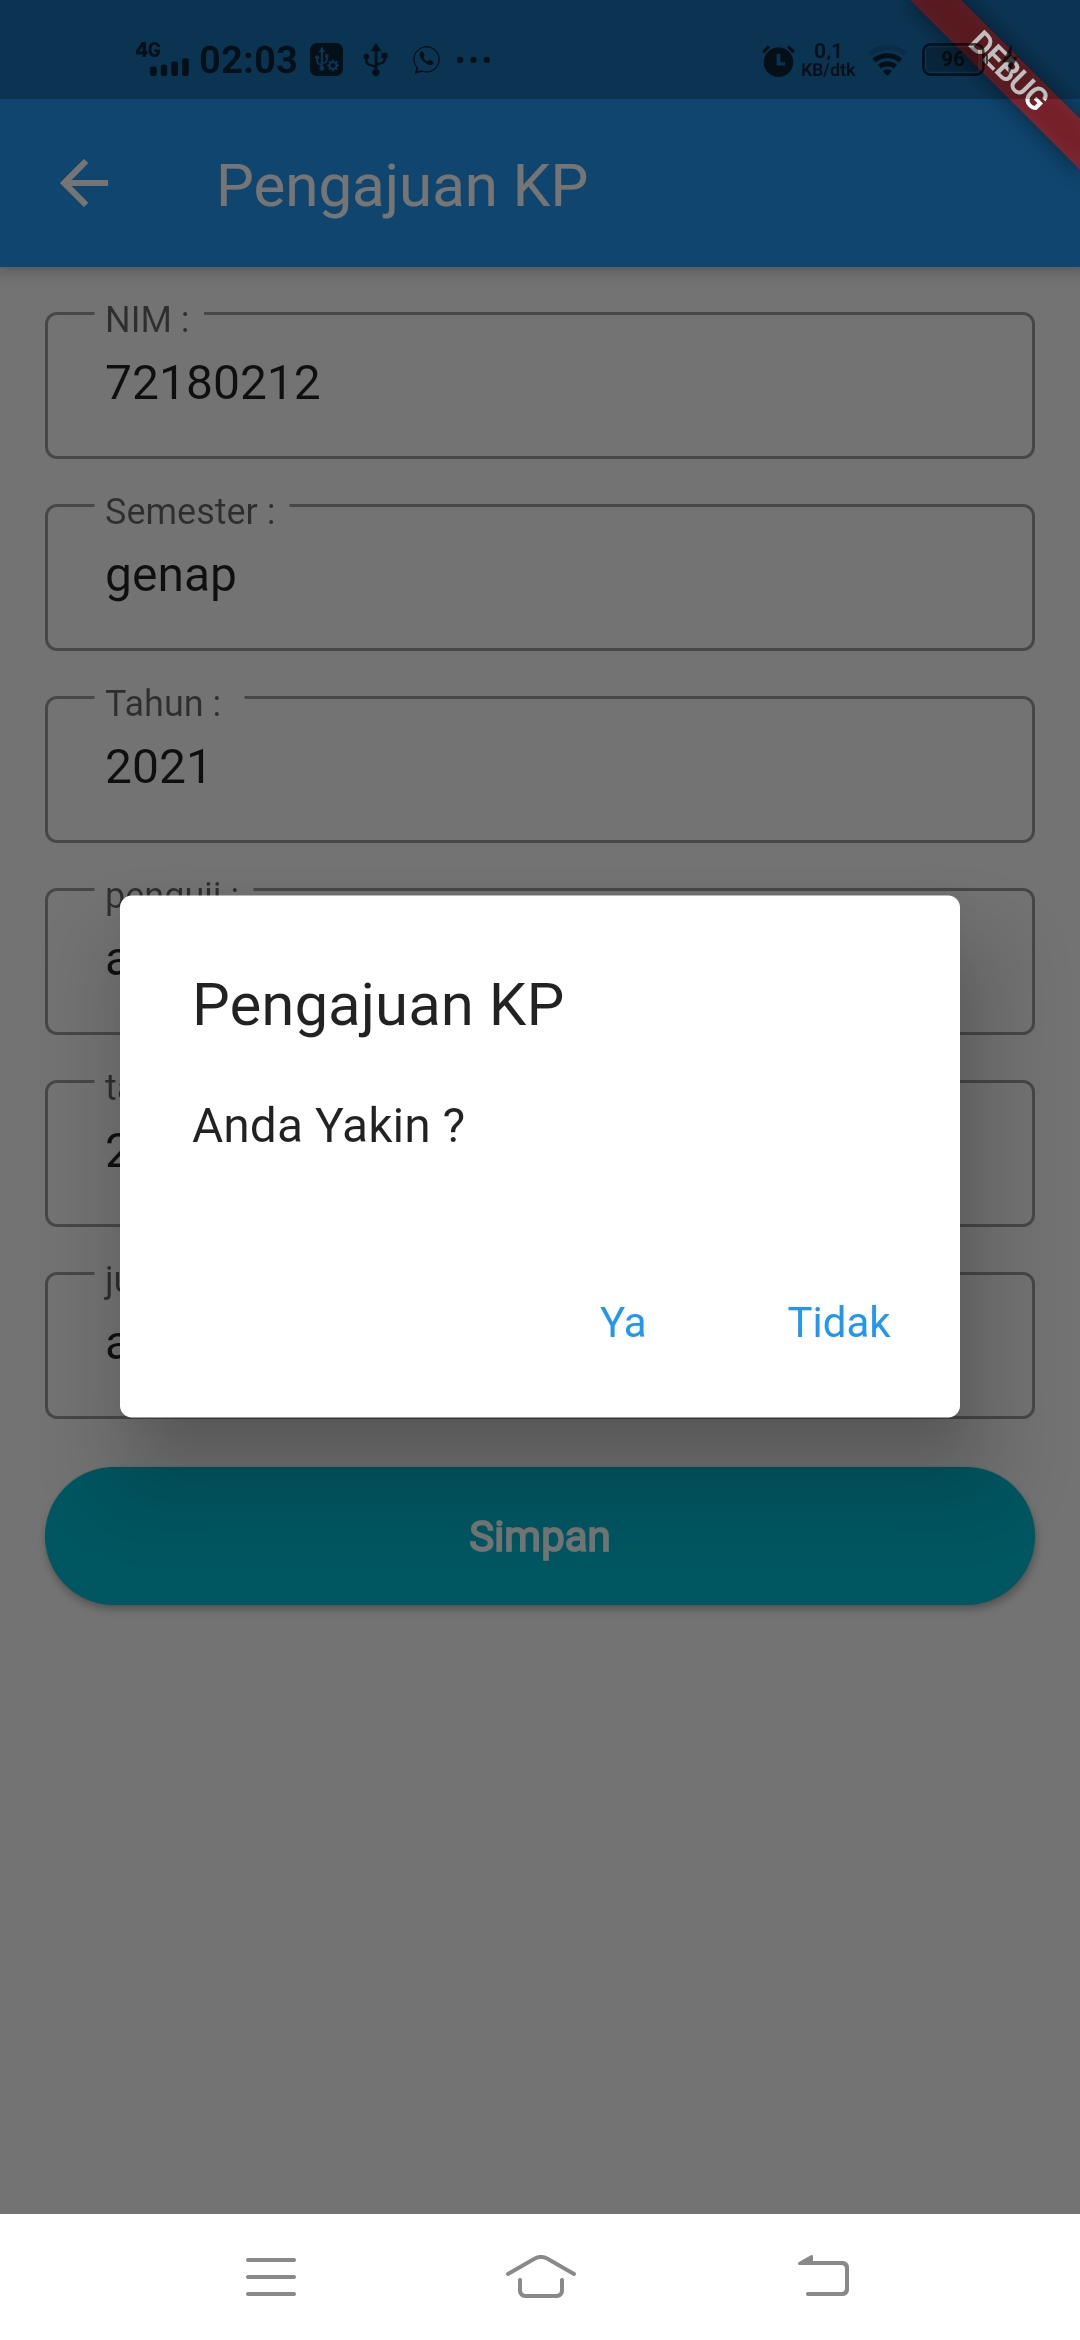 4G 02:03 0,1 KB/dtk 96
DEBUG
Pengajuan KP
NIM :
72180212
Semester :
genap
Tahun :
2021
penguji :
Pengajuan KP
Anda Yakin ?
Ya Tidak
Simpan